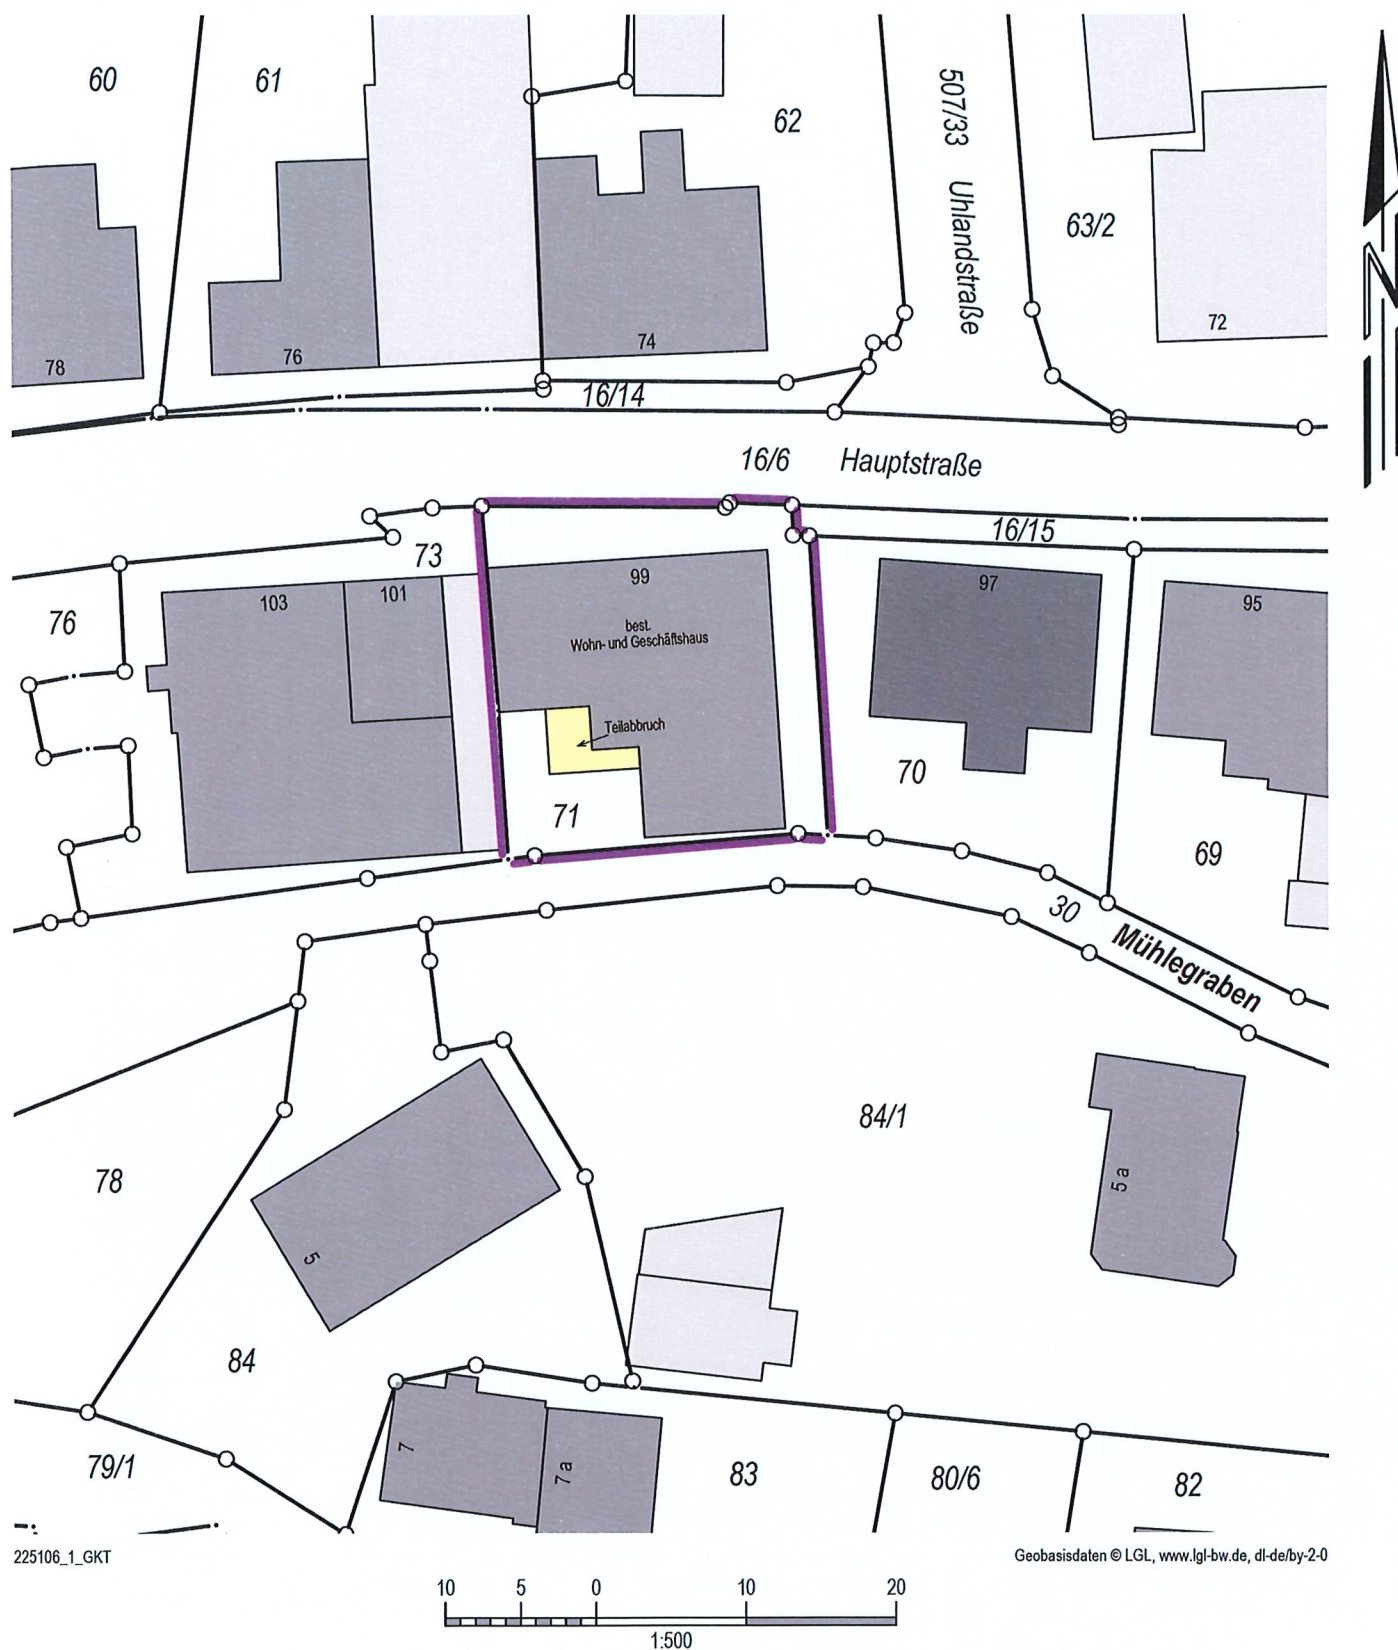 60
61
62
507/33 Uhlandstraße
63/2
78
76
74
72
16/14
16/6 Hauptstraße
16/15
73
N
76
103
101
99
97
95
best.
Wohn- und Geschäftshaus
Teilabbruch
71
70
69
30
Mühlegraben
84/1
78
5 a
5
84
79/1
7
7 a
83
80/6
82
225106_1_GKT
Geobasisdaten © LGL, www.lgl-bw.de, dl-de/by-2-0
10 5 0 10 20
1:500